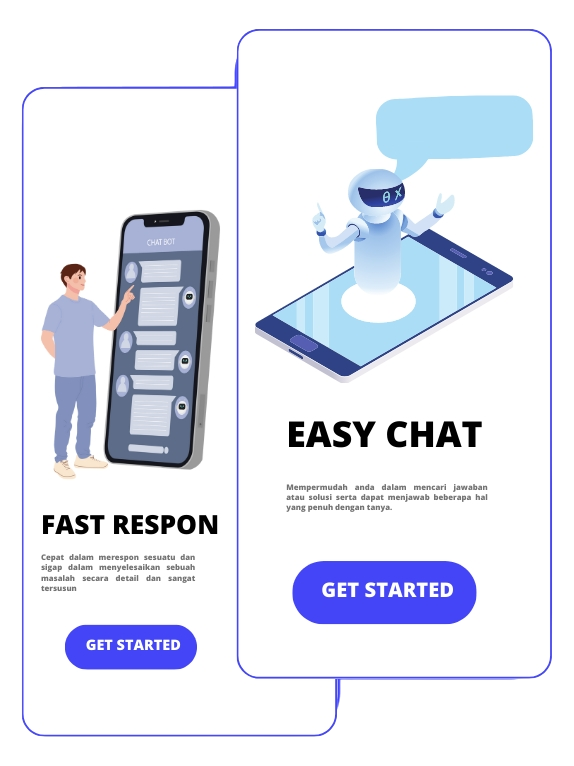 CHAT BOT
FAST RESPON
Cepat dalam merespon sesuatu dan
sigap dalam menyelesaikan sebuah
masalah secara detail dan sangat
tersusun
GET STARTED
EASY CHAT
Mempermudah anda dalam mencari jawaban
atau solusi serta dapat menjawab beberapa hal
yang penuh dengan tanya.
GET STARTED